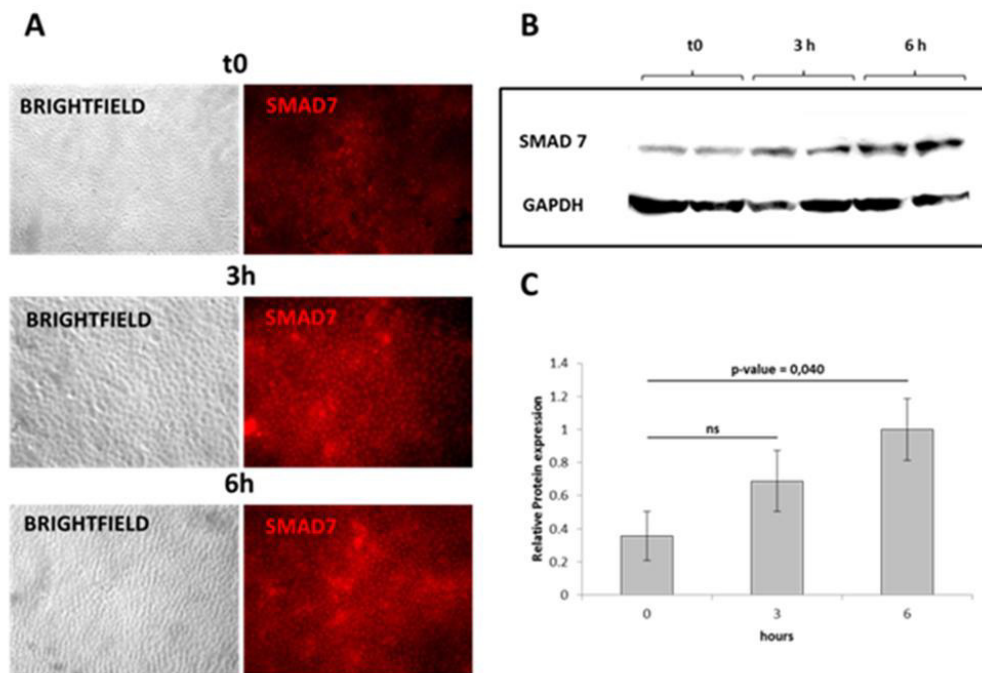 A
t0
BRIGHTFIELD
SMAD7
3h
BRIGHTFIELD
SMAD7
6h
BRIGHTFIELD
SMAD7
B
t0 3 h 6 h
SMAD 7
GAPDH
C
Relative Protein expression
1.4
1.2
1
0.8
0.6
0.4
0.2
0
p-value = 0,040
ns
0 3 6
hours